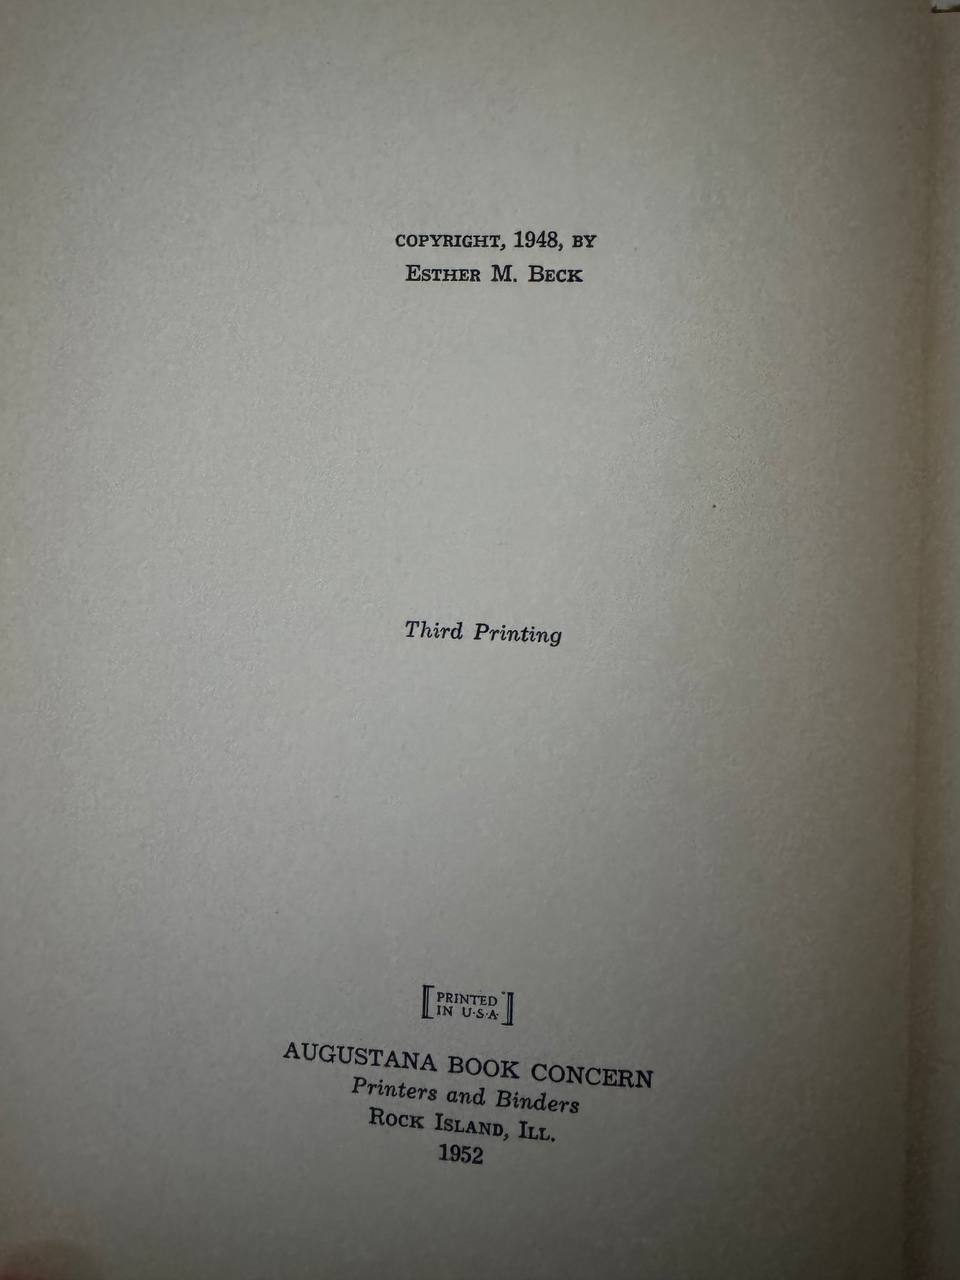 COPYRIGHT, 1948, BY
ESTHER M. BECK
Third Printing
[PRINTED
IN U·S·A·]
AUGUSTANA BOOK CONCERN
Printers and Binders
ROCK ISLAND, ILL.
1952